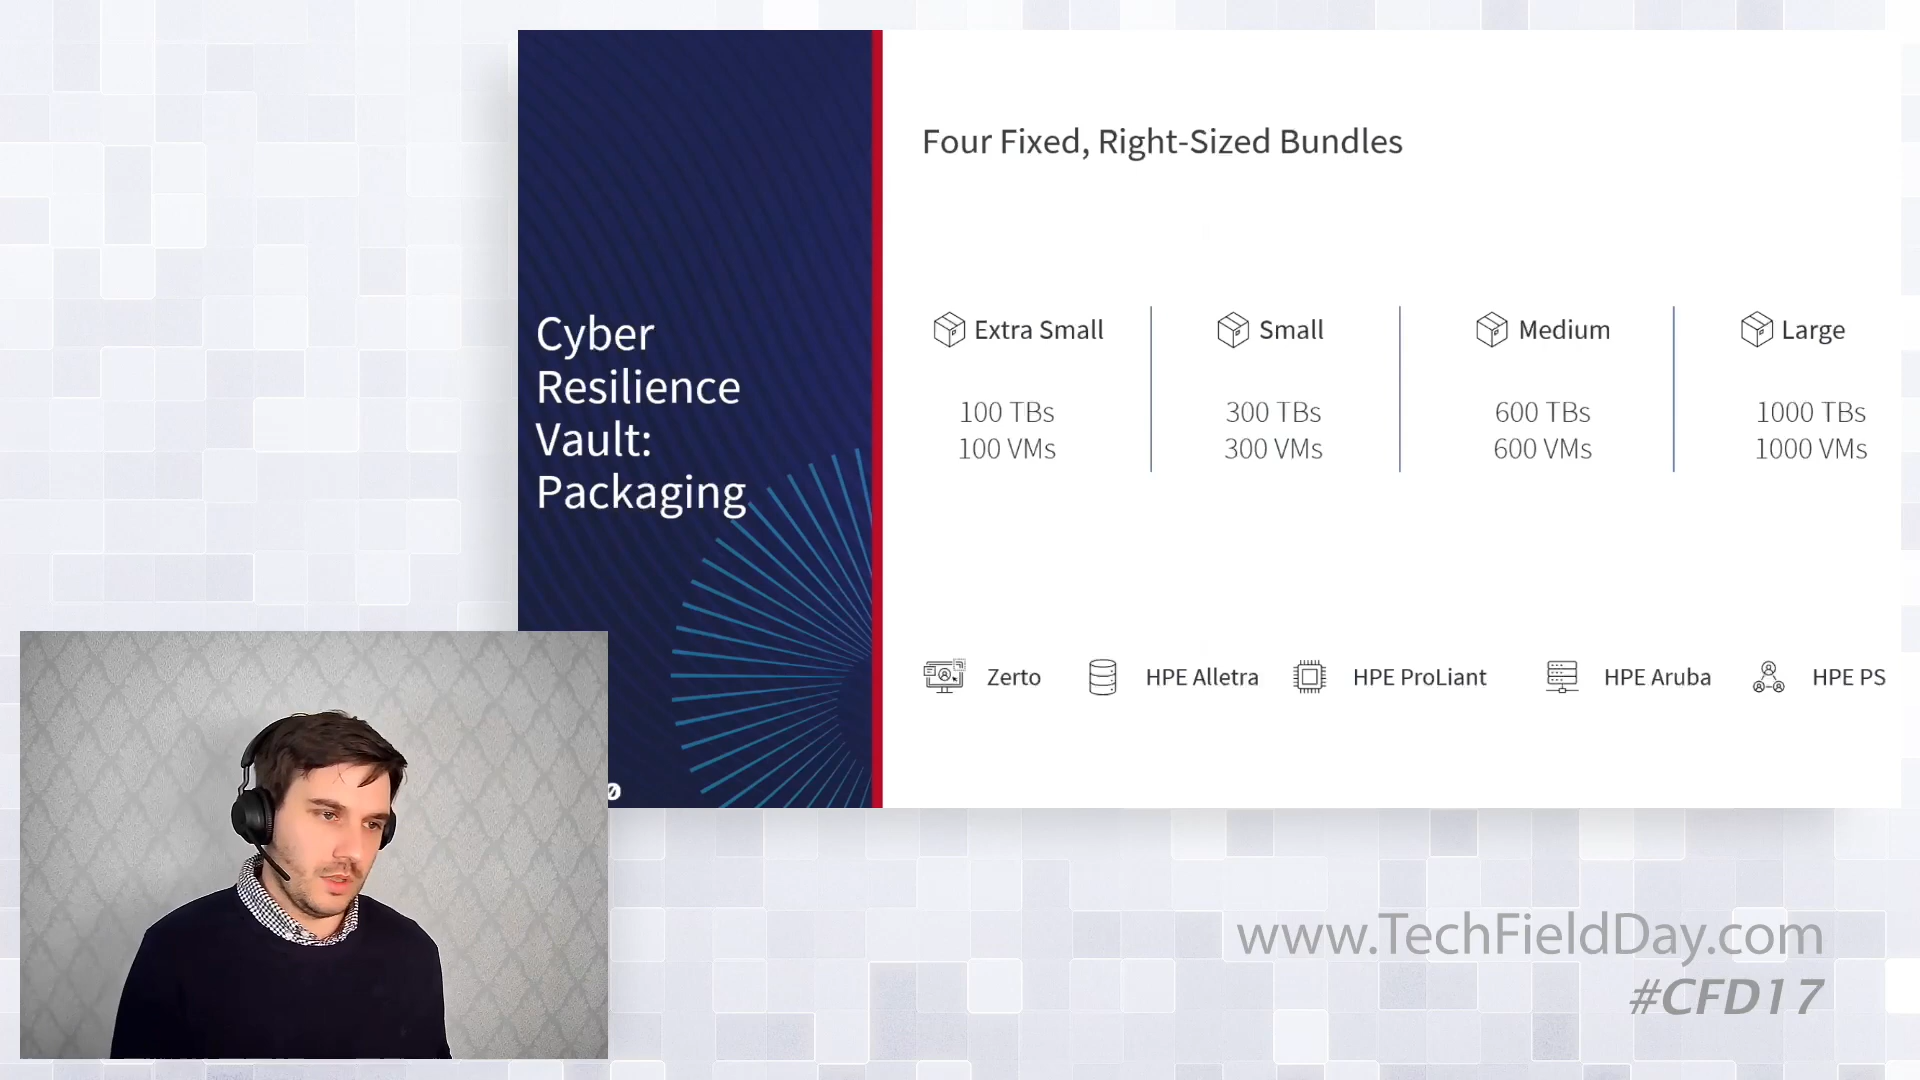 Four Fixed, Right-Sized Bundles
Cyber
Resilience
Vault:
Packaging
Extra Small
100 TBs
100 VMs
Small
300 TBs
300 VMs
Medium
600 TBs
600 VMs
Large
1000 TBs
1000 VMs
Zerto
HPE Alletra
HPE ProLiant
HPE Aruba
HPE PS
www.TechFieldDay.com
#CFD17